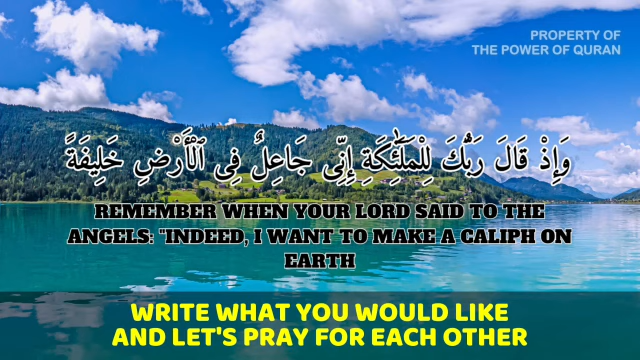 PROPERTY OF
THE POWER OF QURAN
وَإِذْ قَالَ رَبُّكَ لِلْمَلَٰٓئِكَةِ إِنِّى جَاعِلٌ فِى ٱلْأَرْضِ خَلِيفَةً
REMEMBER WHEN YOUR LORD SAID TO THE
ANGELS: "INDEED, I WANT TO MAKE A CALIPH ON
EARTH
WRITE WHAT YOU WOULD LIKE
AND LET'S PRAY FOR EACH OTHER